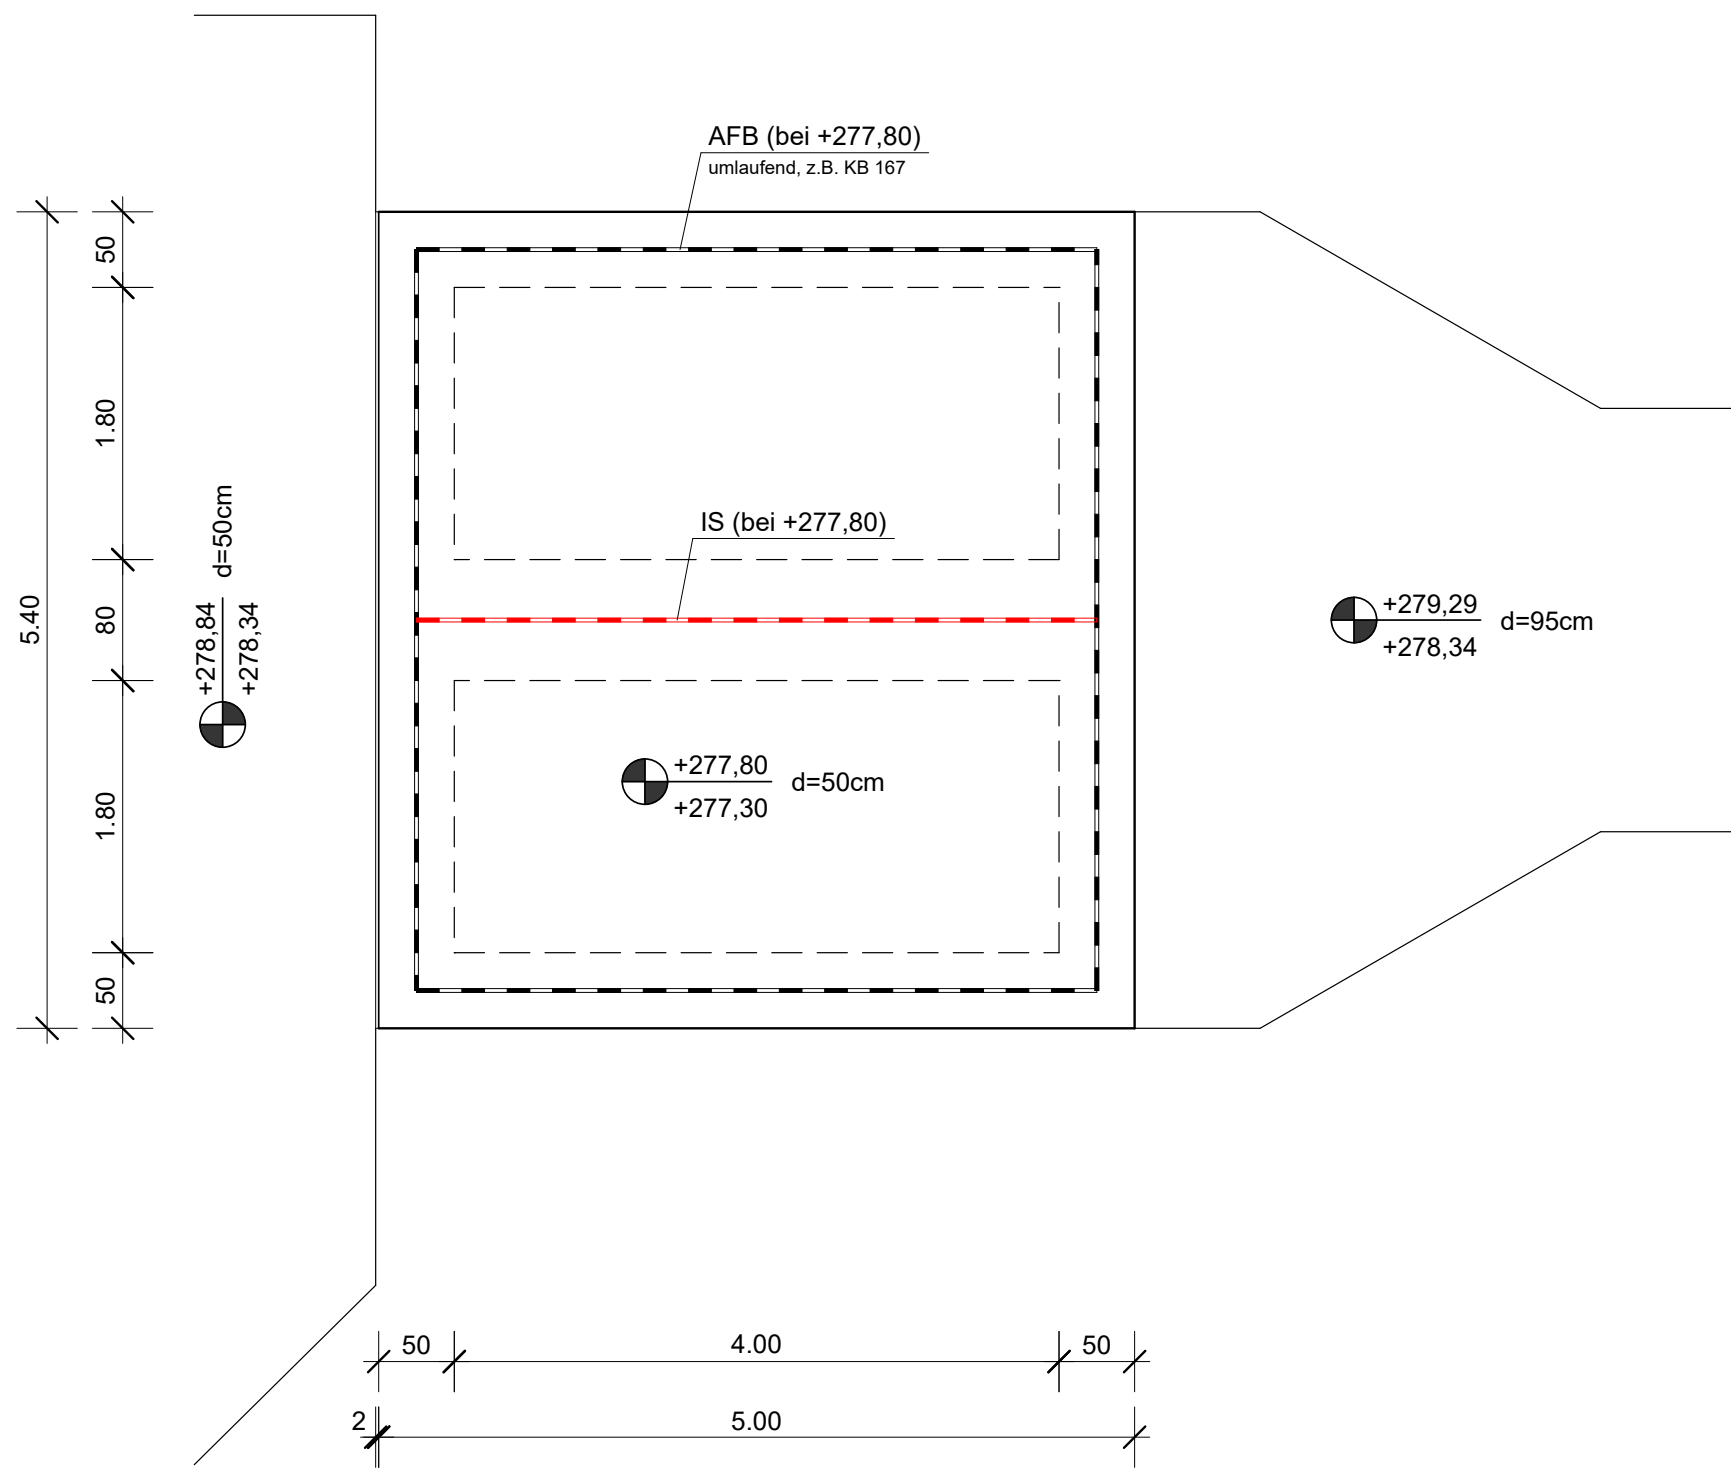 AFB (bei +277,80)
umlaufend, z.B. KB 167
50
1.80
80
1.80
50
5.40
+278,84
+278,34
d=50cm
IS (bei +277,80)
+279,29
+278,34
d=95cm
+277,80
+277,30
d=50cm
50
4.00
50
2
5.00